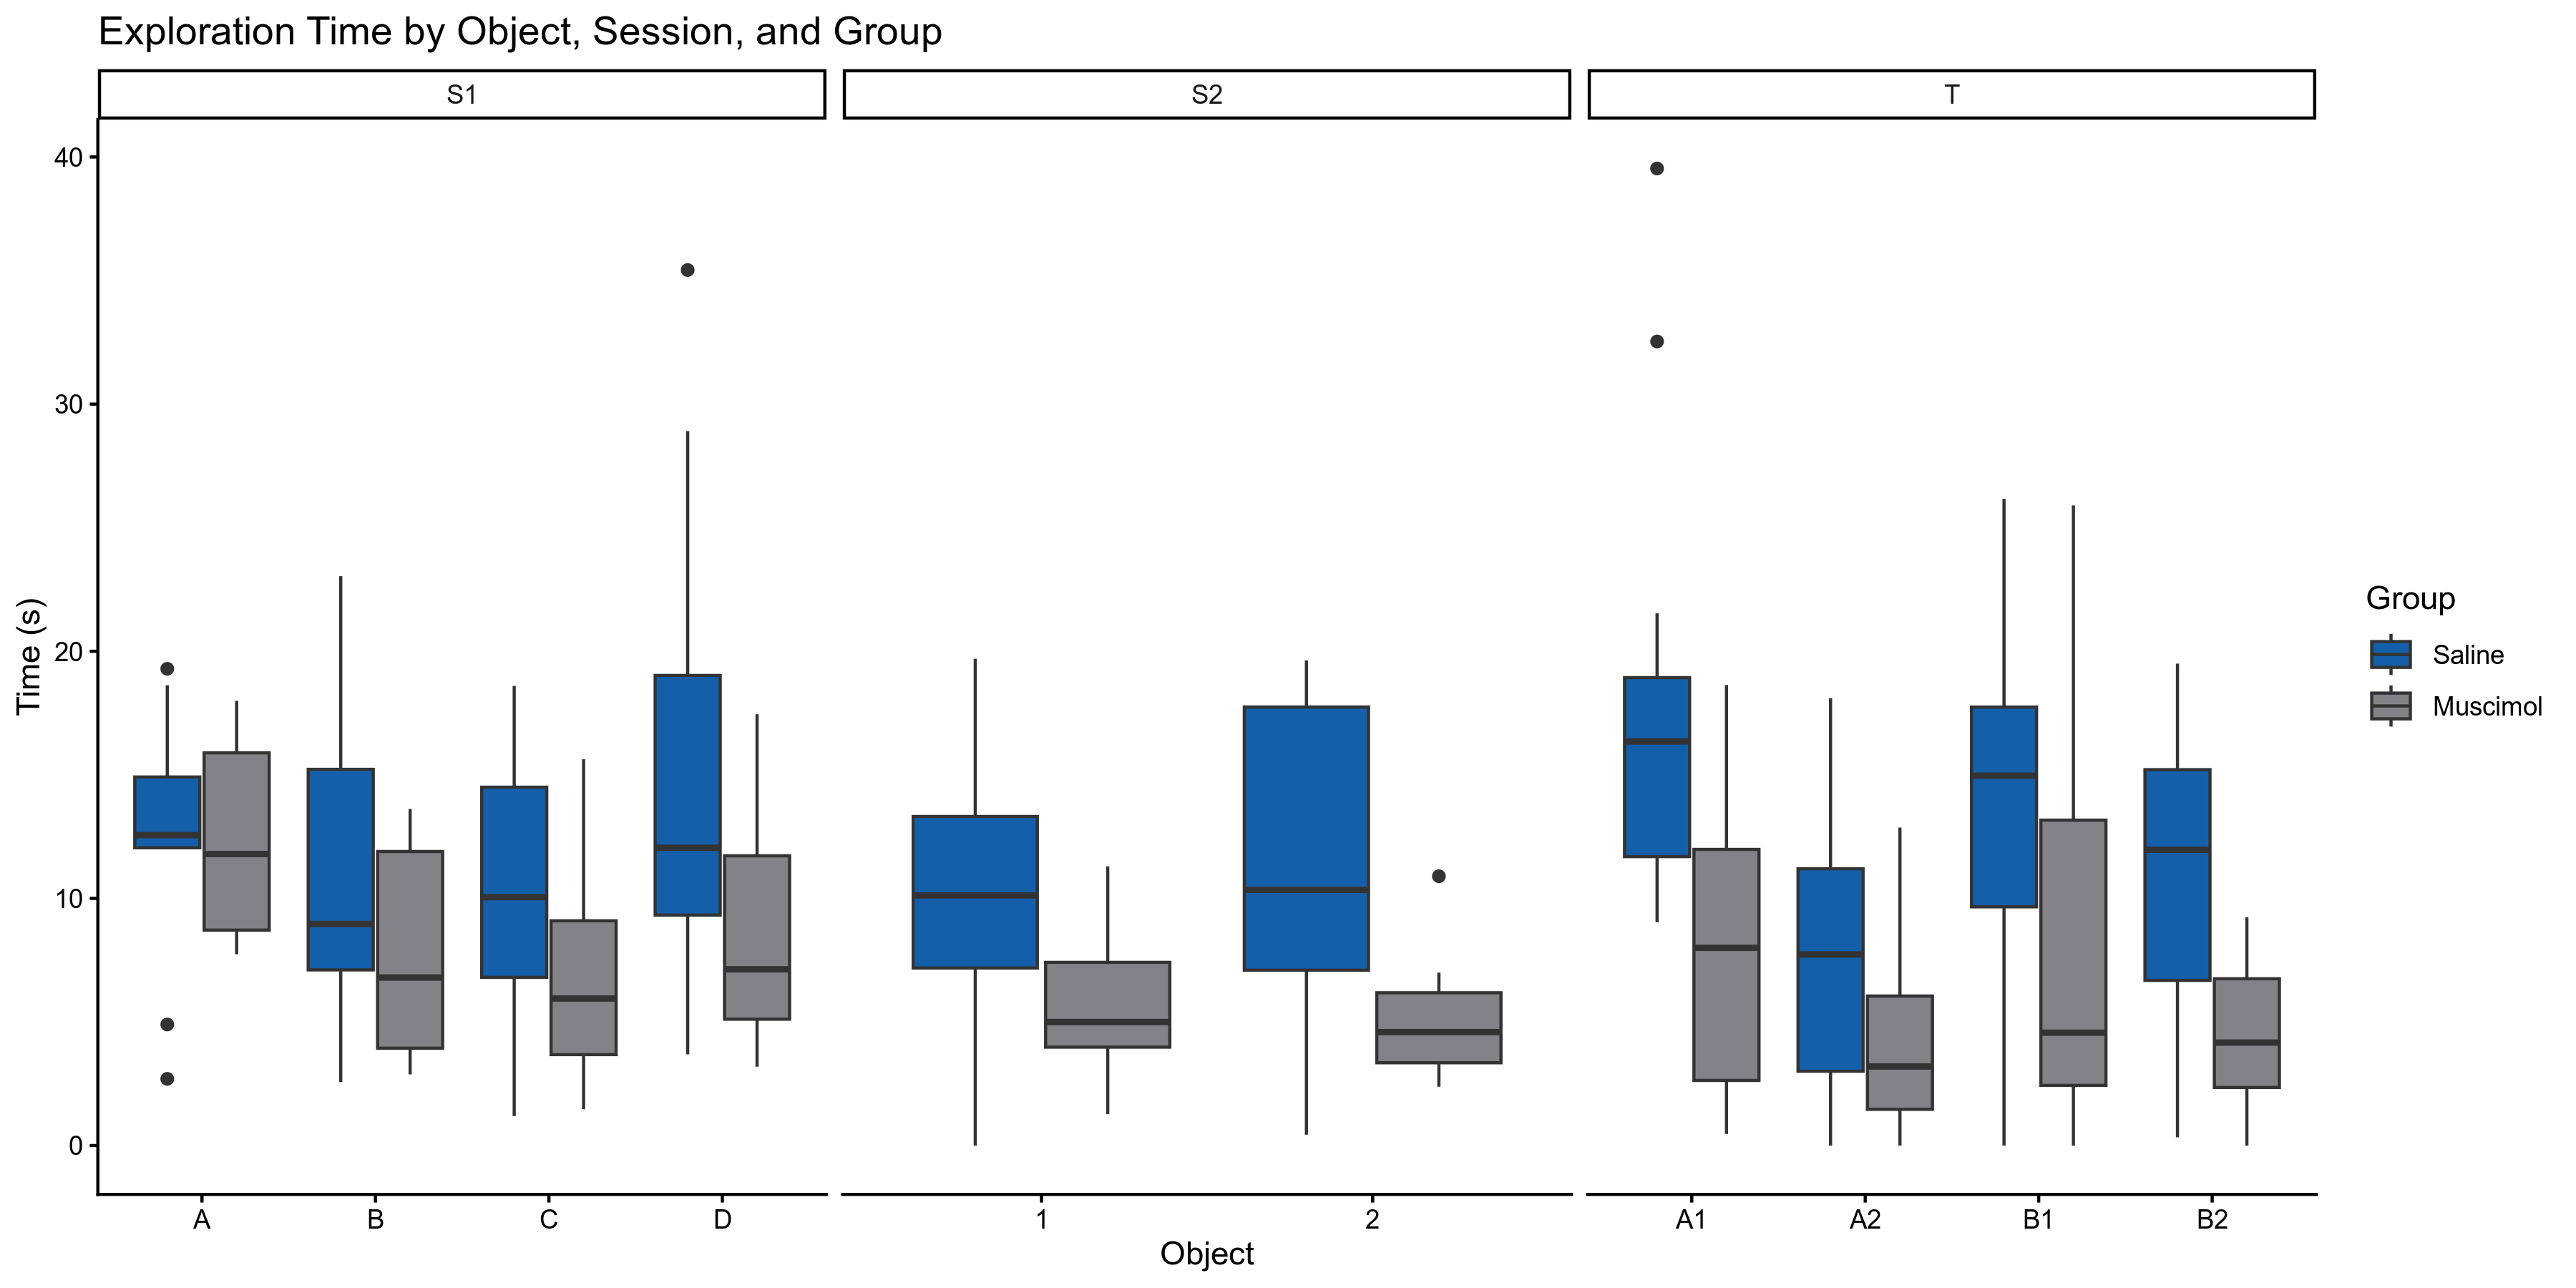 Exploration Time by Object, Session, and Group
S1 S2 T
40
30
20
10
0
Time (s)
A B C D 1 2 A1 A2 B1 B2
Object
Group
Saline
Muscimol